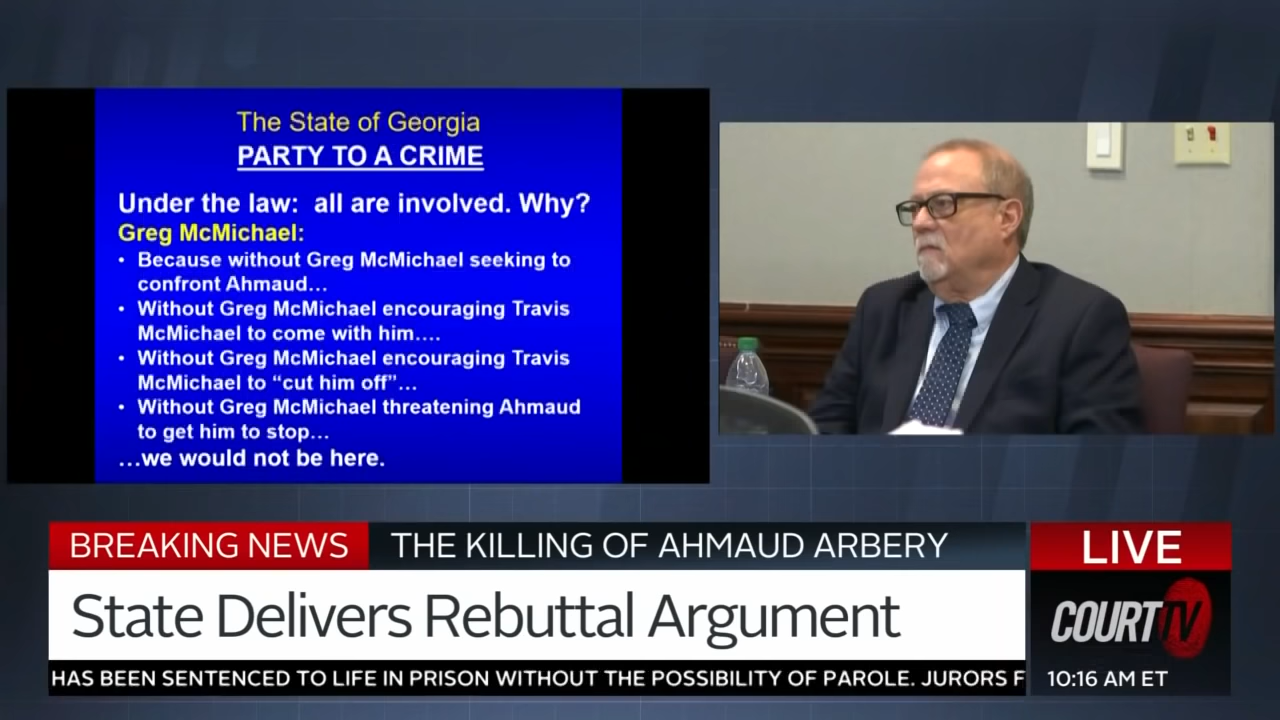 The State of Georgia
PARTY TO A CRIME
Under the law: all are involved. Why?
Greg McMichael:
• Because without Greg McMichael seeking to
confront Ahmaud…
• Without Greg McMichael encouraging Travis
McMichael to come with him….
• Without Greg McMichael encouraging Travis
McMichael to “cut him off”…
• Without Greg McMichael threatening Ahmaud
to get him to stop…
…we would not be here.
BREAKING NEWS
THE KILLING OF AHMAUD ARBERY
LIVE
State Delivers Rebuttal Argument
COURT TV
HAS BEEN SENTENCED TO LIFE IN PRISON WITHOUT THE POSSIBILITY OF PAROLE. JURORS F
10:16 AM ET